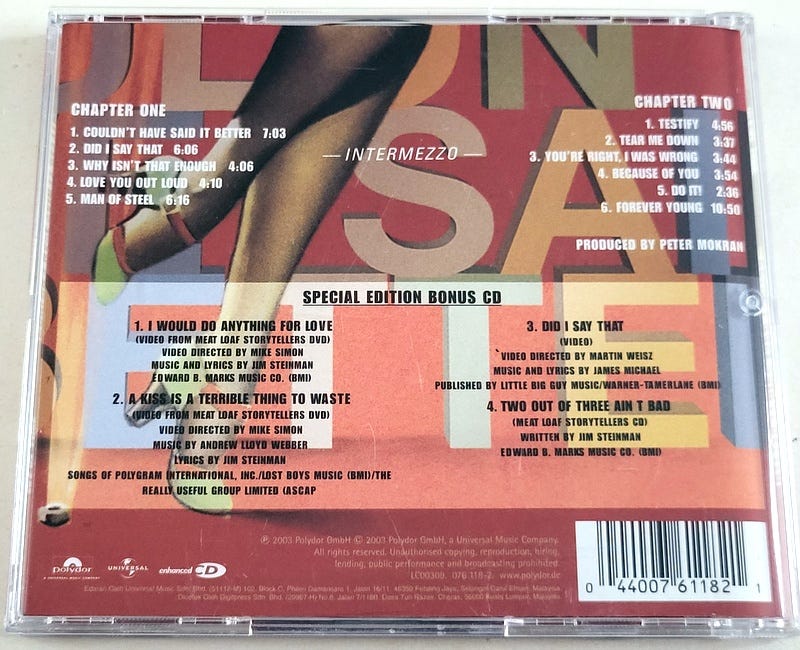 CHAPTER ONE
1. COULDN'T HAVE SAID IT BETTER 7:03
2. DID I SAY THAT 6:06
3. WHY ISN'T THAT ENOUGH 4:06
4. LOVE YOU OUT LOUD 4:10
5. MAN OF STEEL 6:16
— INTERMEZZO —
CHAPTER TWO
1. TESTIFY 4:56
2. TEAR ME DOWN 3:37
3. YOU'RE RIGHT, I WAS WRONG 3:44
4. BECAUSE OF YOU 3:54
5. DO IT! 2:36
6. FOREVER YOUNG 10:50
PRODUCED BY PETER MOKRAN
SAI
ETTE
SPECIAL EDITION BONUS CD
1. I WOULD DO ANYTHING FOR LOVE
(VIDEO FROM MEAT LOAF STORYTELLERS DVD)
VIDEO DIRECTED BY MIKE SIMON
MUSIC AND LYRICS BY JIM STEINMAN
EDWARD B. MARKS MUSIC CO. (BMI)
2. A KISS IS A TERRIBLE THING TO WASTE
(VIDEO FROM MEAT LOAF STORYTELLERS DVD)
VIDEO DIRECTED BY MIKE SIMON
MUSIC BY ANDREW LLOYD WEBBER
LYRICS BY JIM STEINMAN
SONGS OF POLYGRAM INTERNATIONAL, INC./LOST BOYS MUSIC (BMI)/THE
REALLY USEFUL GROUP LIMITED (ASCAP
3. DID I SAY THAT
(VIDEO)
VIDEO DIRECTED BY MARTIN WEISZ
MUSIC AND LYRICS BY JAMES MICHAEL
PUBLISHED BY LITTLE BIG GUY MUSIC/WARNER-TAMERLANE (BMI)
4. TWO OUT OF THREE AIN T BAD
(MEAT LOAF STORYTELLERS CD)
WRITTEN BY JIM STEINMAN
EDWARD B. MARKS MUSIC CO. (BMI)
℗ 2003 Polydor GmbH © 2003 Polydor GmbH, a Universal Music Company.
All rights reserved. Unauthorised copying, reproduction, hiring,
lending, public performance and broadcasting prohibited.
LC00309. 076 118-2. www.polydor.de
polydor
A UNIVERSAL MUSIC COMPANY
UNIVERSAL
enhanced CD
Edaran Oleh Universal Music Sdn. Bhd.
0 44007 61182 1